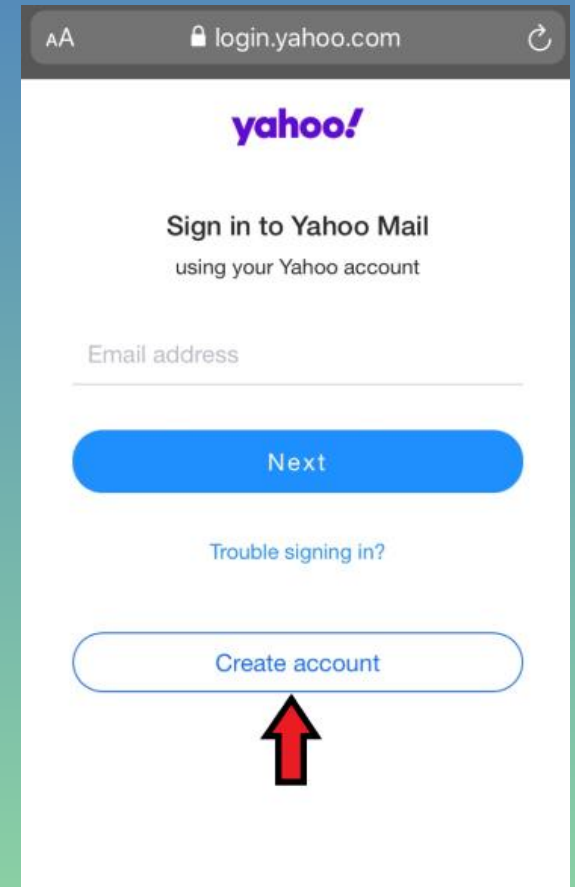 AA login.yahoo.com
yahoo!
Sign in to Yahoo Mail
using your Yahoo account
Email address
Next
Trouble signing in?
Create account